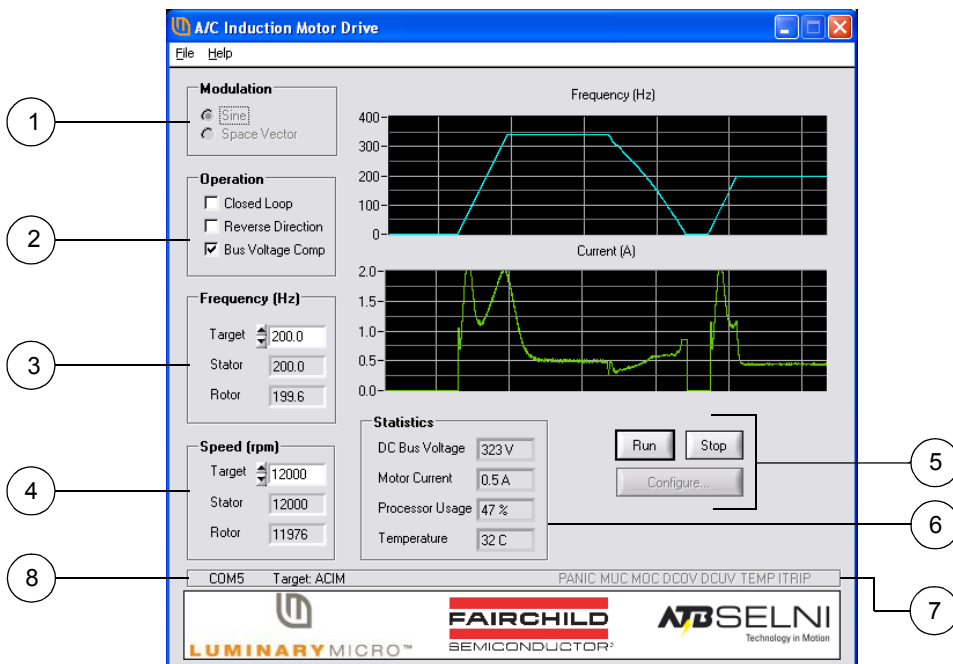 A/C Induction Motor Drive
File Help
Modulation
Sine
Space Vector
Operation
Closed Loop
Reverse Direction
Bus Voltage Comp
Frequency (Hz)
Target 200.0
Stator 200.0
Rotor 199.6
Speed (rpm)
Target 12000
Stator 12000
Rotor 11976
Frequency (Hz)
400
300
200
100
0
Current (A)
2.0
1.5
1.0
0.5
0.0
Statistics
DC Bus Voltage 323 V
Motor Current 0.5 A
Processor Usage 47 %
Temperature 32 C
Run Stop
Configure...
COM5 Target: ACIM PANIC MUC MOC DCOV DCUV TEMP ITRIP
LUMINARYMICRO™
FAIRCHILD
SEMICONDUCTOR®
ATBSELNI
Technology in Motion
1
2
3
4
8
5
6
7